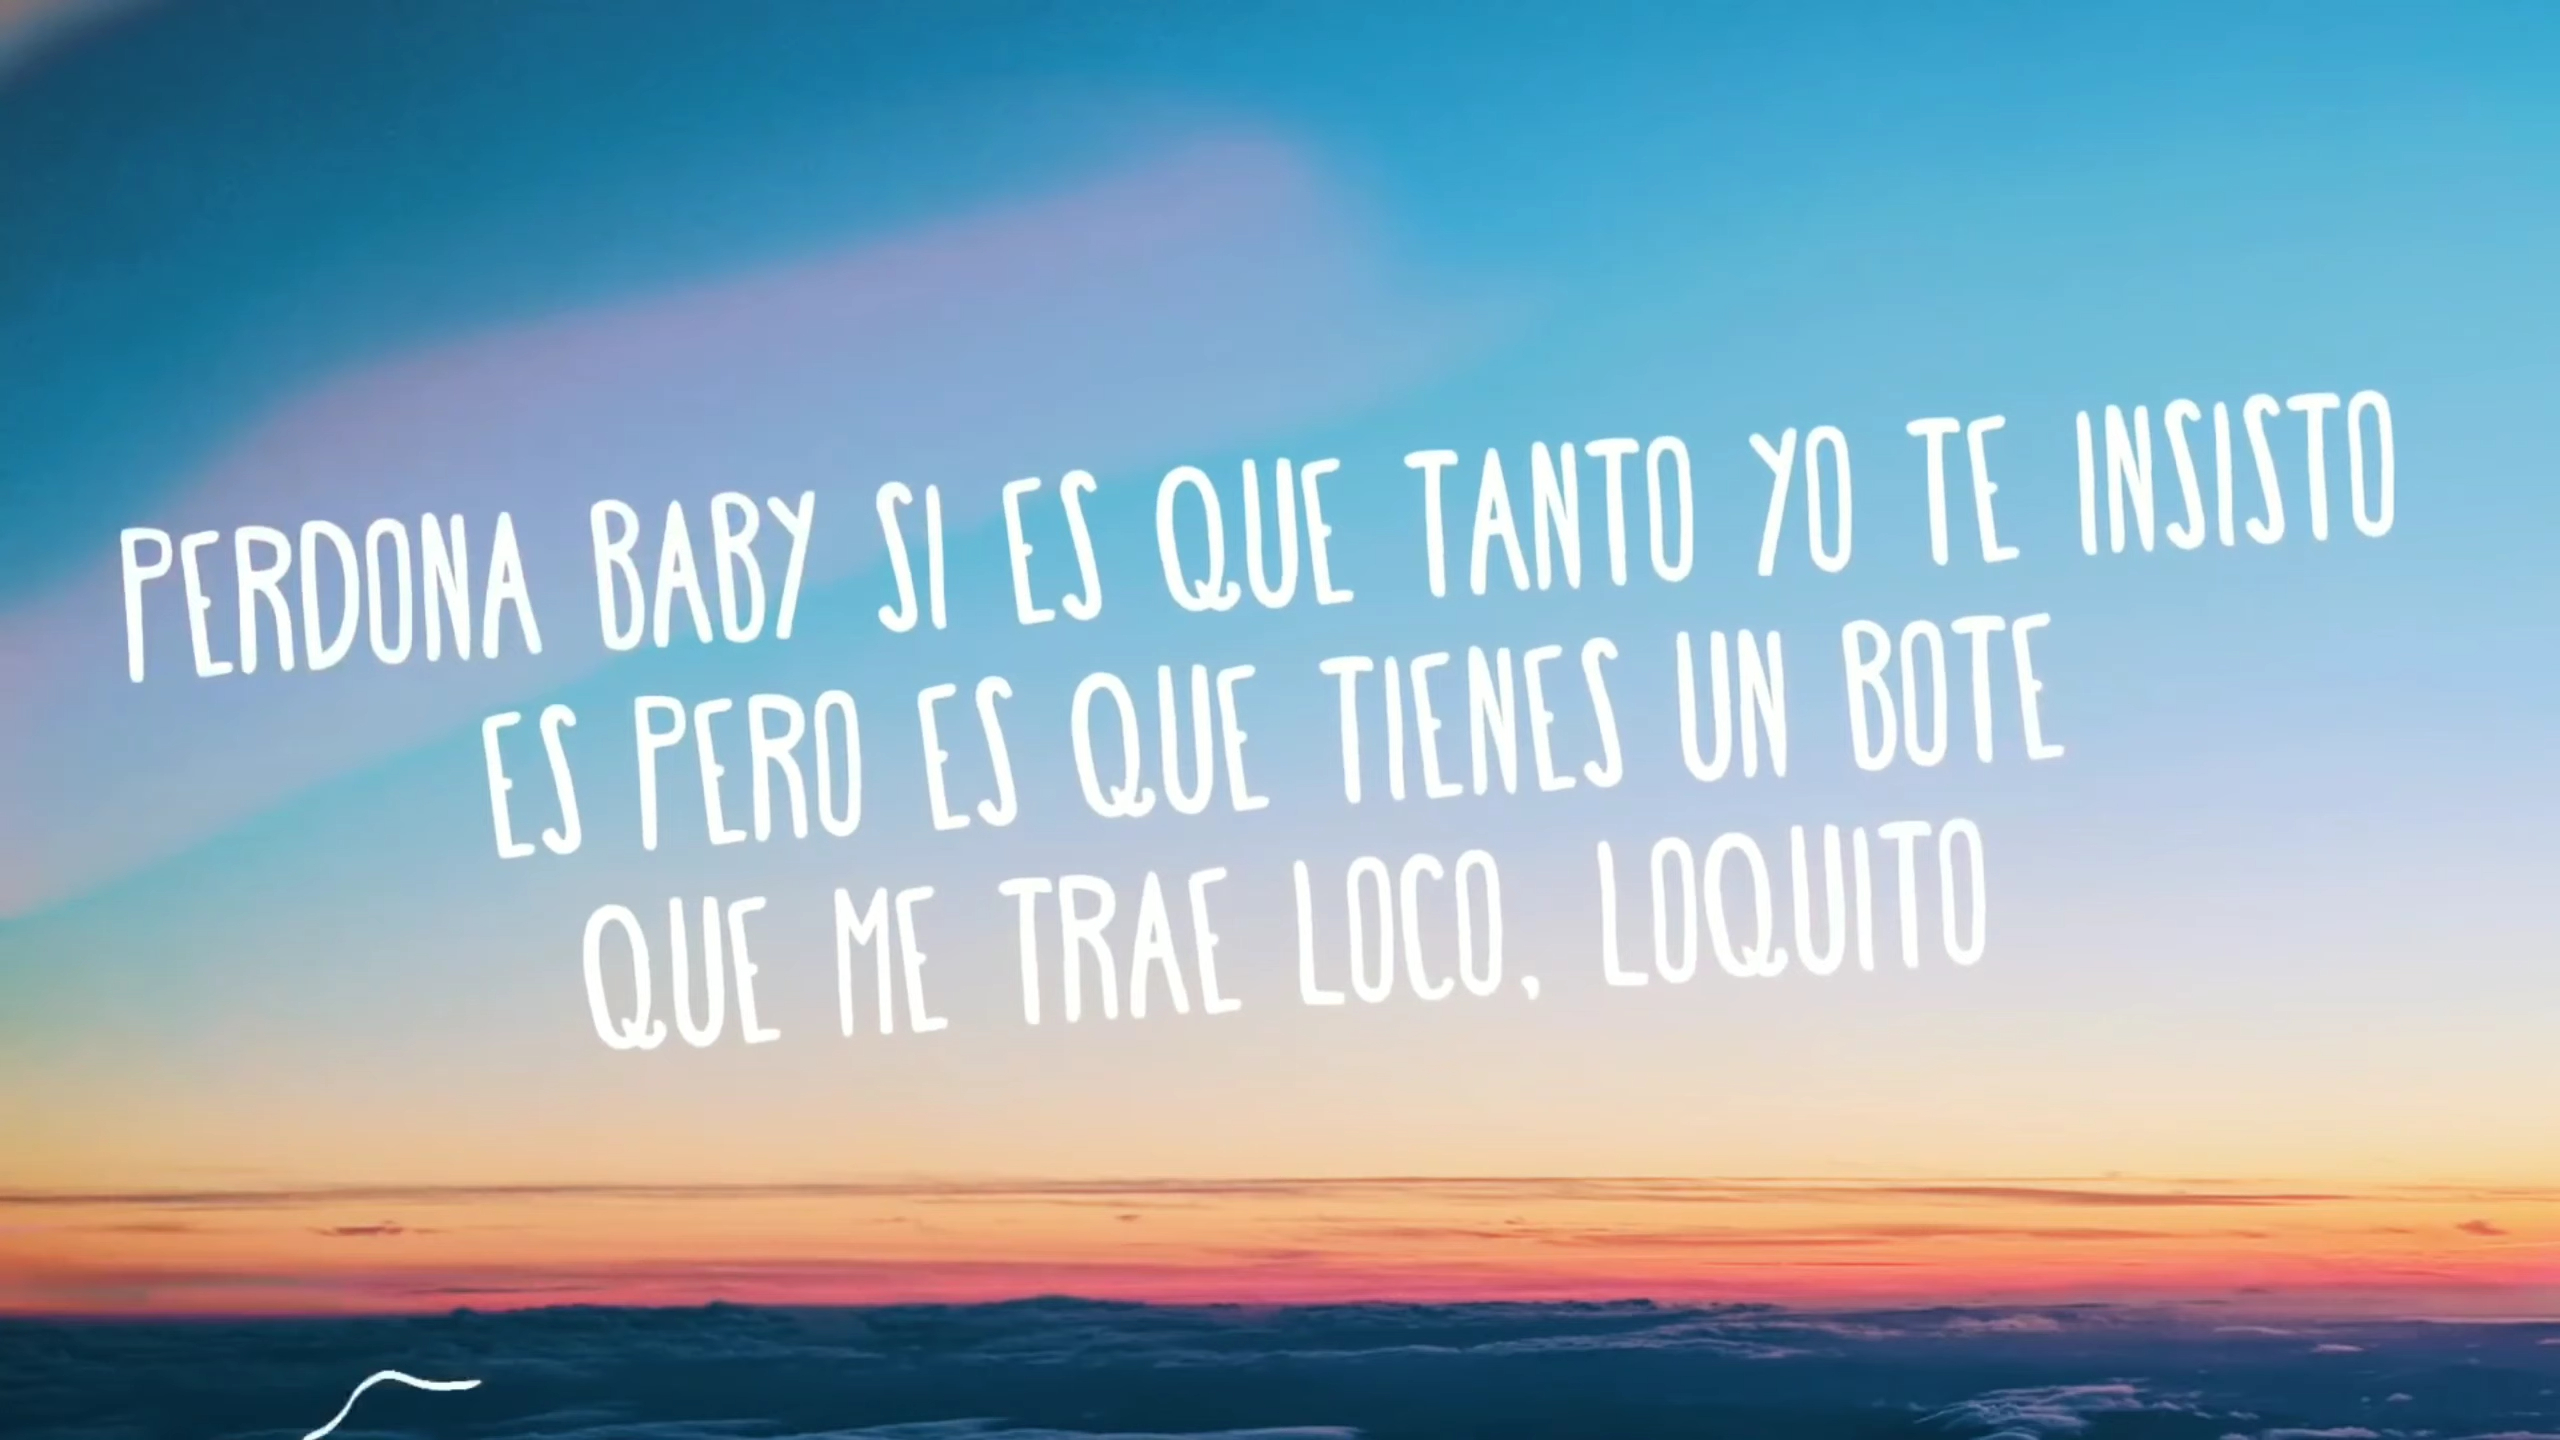 PERDONA BABY SI ES QUE TANTO YO TE INSISTO
ES PERO ES QUE TIENES UN BOTE
QUE ME TRAE LOCO, LOQUITO